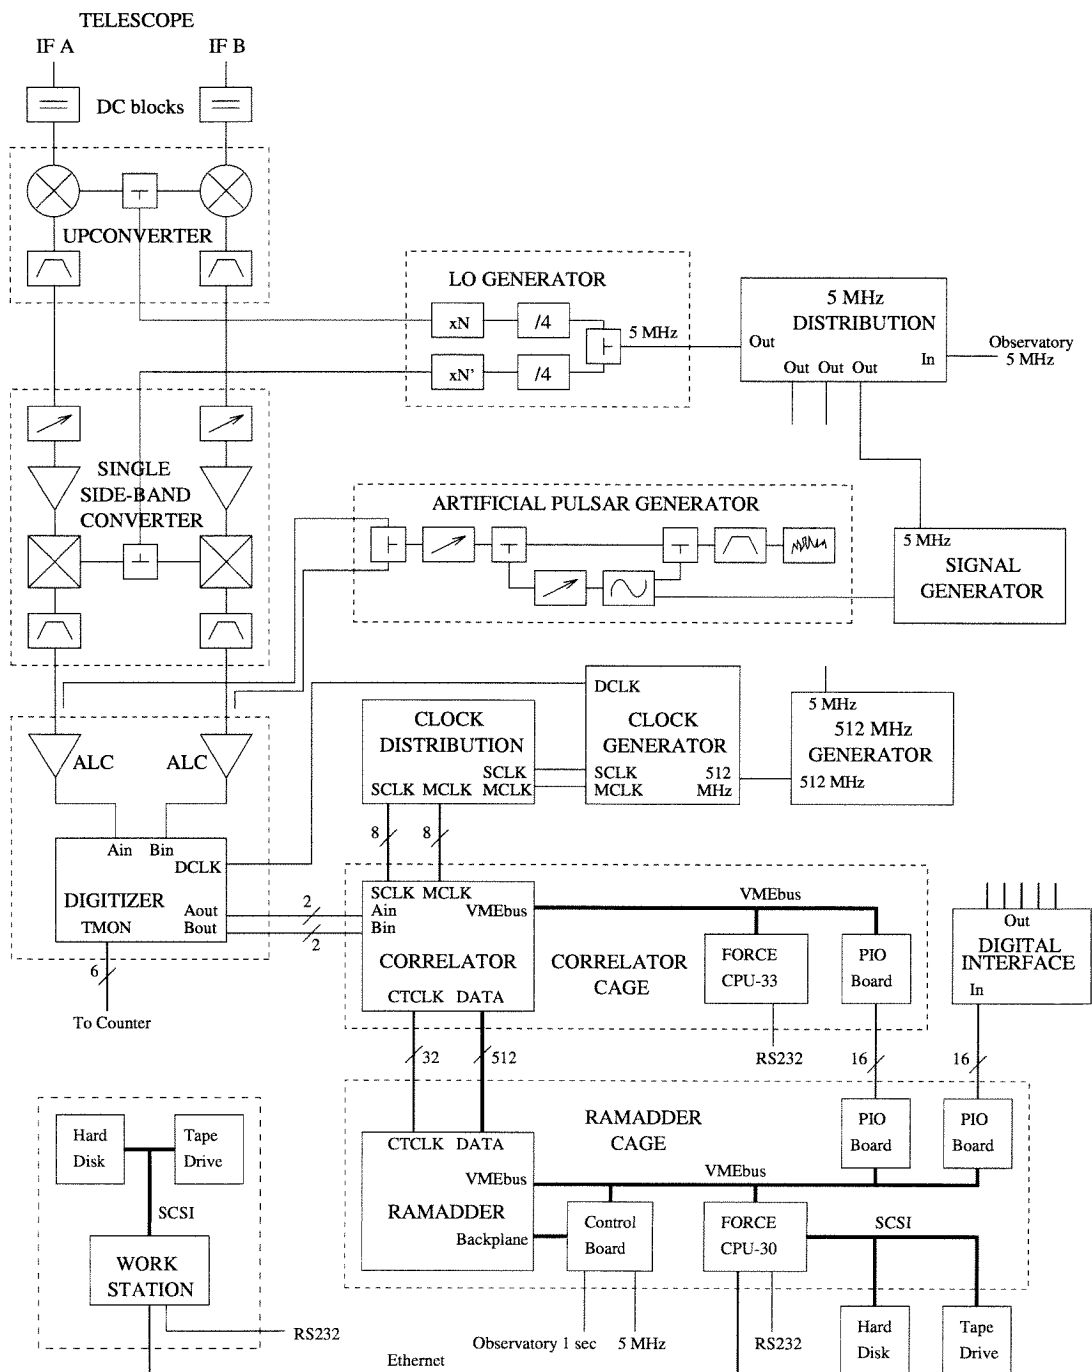 TELESCOPE
IF A
IF B
DC blocks
UPCONVERTER
LO GENERATOR
xN
/4
xN'
/4
5 MHz
5 MHz
DISTRIBUTION
Out
In
Out
Out
Out
Observatory
5 MHz
SINGLE
SIDE-BAND
CONVERTER
ARTIFICIAL PULSAR GENERATOR
5 MHz
SIGNAL
GENERATOR
ALC
ALC
Ain
Bin
DCLK
DIGITIZER
TMON
Aout
Bout
6
To Counter
2
2
CLOCK
DISTRIBUTION
SCLK
MCLK
SCLK
MCLK
8
8
DCLK
CLOCK
GENERATOR
SCLK
MCLK
512
MHz
5 MHz
512 MHz
GENERATOR
512 MHz
SCLK
MCLK
Ain
Bin
VMEbus
CORRELATOR
CTCLK
DATA
VMEbus
CORRELATOR
CAGE
FORCE
CPU-33
PIO
Board
RS232
Out
DIGITAL
INTERFACE
In
32
512
16
16
RAMADDER
CAGE
PIO
Board
PIO
Board
CTCLK
DATA
VMEbus
RAMADDER
Backplane
VMEbus
Control
Board
FORCE
CPU-30
SCSI
Hard
Disk
Tape
Drive
SCSI
WORK
STATION
RS232
Observatory 1 sec
5 MHz
RS232
Hard
Disk
Tape
Drive
Ethernet